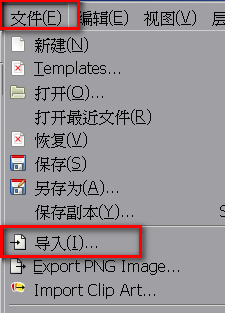 文件(F) 编辑(E) 视图(V) 层
新建(N)
Templates...
打开(O)...
打开最近文件(R)
恢复(V)
保存(S)
另存为(A)...
保存副本(Y)... S
导入(I)...
Export PNG Image...
Import Clip Art...